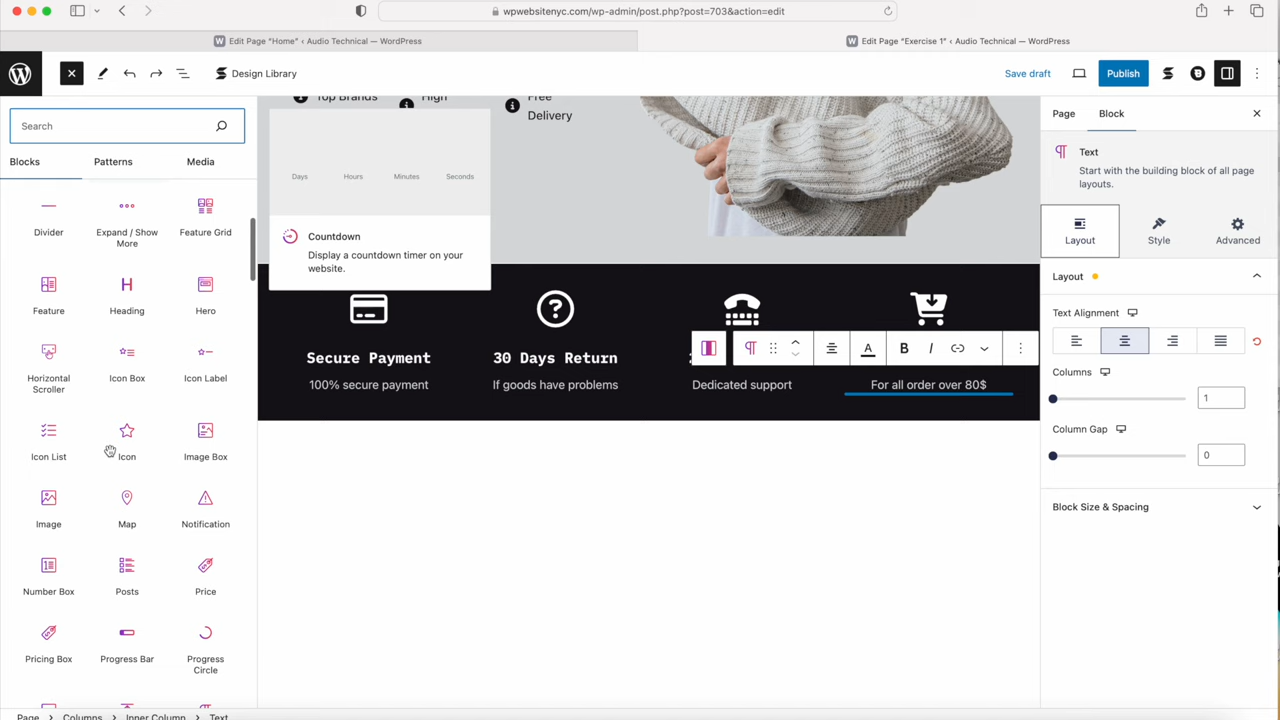 wpwebsitenyc.com/wp-admin/post.php?post=703&action=edit
Edit Page “Home” ‹ Audio Technical — WordPress
Edit Page “Exercise 1” ‹ Audio Technical — WordPress
Design Library
Save draft
Publish
Search
Blocks
Patterns
Media
Divider
Expand / Show
More
Feature Grid
Feature
Heading
Hero
Horizontal
Scroller
Icon Box
Icon Label
Icon List
Icon
Image Box
Image
Map
Notification
Number Box
Posts
Price
Pricing Box
Progress Bar
Progress
Circle
Top Brands
High
Free
Delivery
Days
Hours
Minutes
Seconds
Countdown
Display a countdown timer on your
website.
Secure Payment
100% secure payment
30 Days Return
If goods have problems
Dedicated support
For all order over 80$
A
B
I
Page
Block
Text
Start with the building block of all page
layouts.
Layout
Style
Advanced
Layout
Text Alignment
Columns
1
Column Gap
0
Block Size & Spacing
Page
Columns
Inner Column
Text